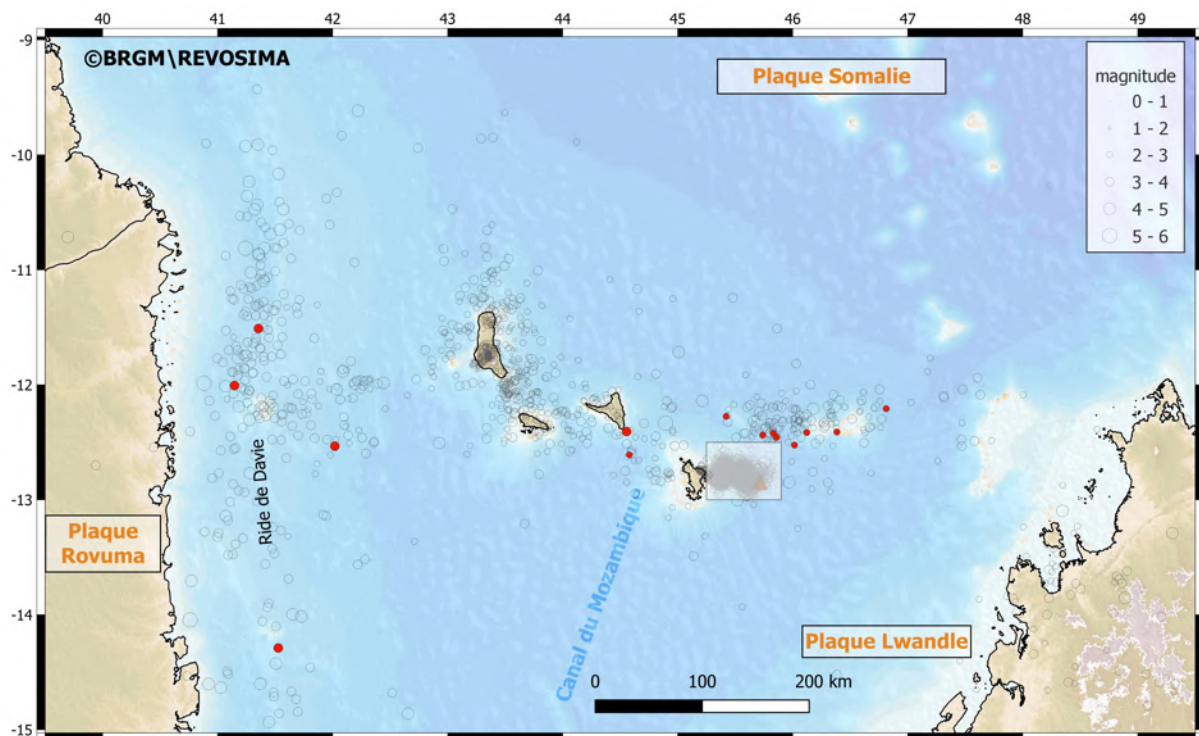 40 41 42 43 44 45 46 47 48 49
-9
©BRGM\REVOSIMA
Plaque Somalie
magnitude
0 - 1
1 - 2
2 - 3
3 - 4
4 - 5
5 - 6
-10
-11
-12
-13
-14
-15
Ride de Davie
Plaque
Rovuma
Canal du Mozambique
Plaque Lwandle
0 100 200 km